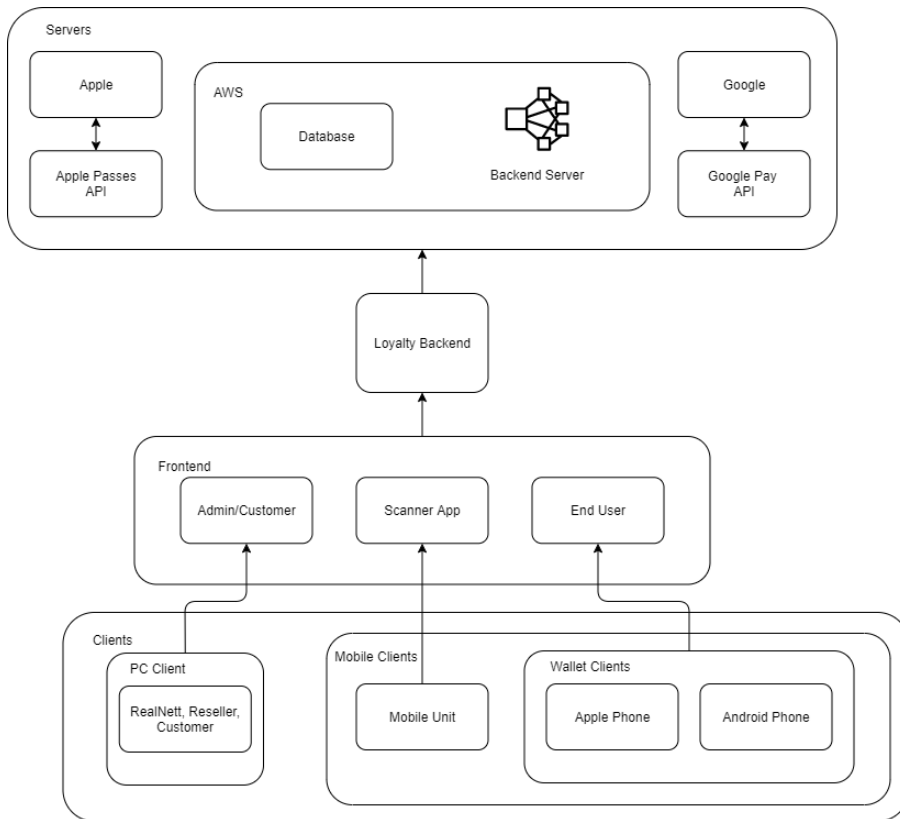 Servers
Apple
AWS
Google
Database
Apple Passes
API
Backend Server
Google Pay
API
Loyalty Backend
Frontend
Admin/Customer
Scanner App
End User
Clients
PC Client
RealNett, Reseller,
Customer
Mobile Clients
Mobile Unit
Wallet Clients
Apple Phone
Android Phone